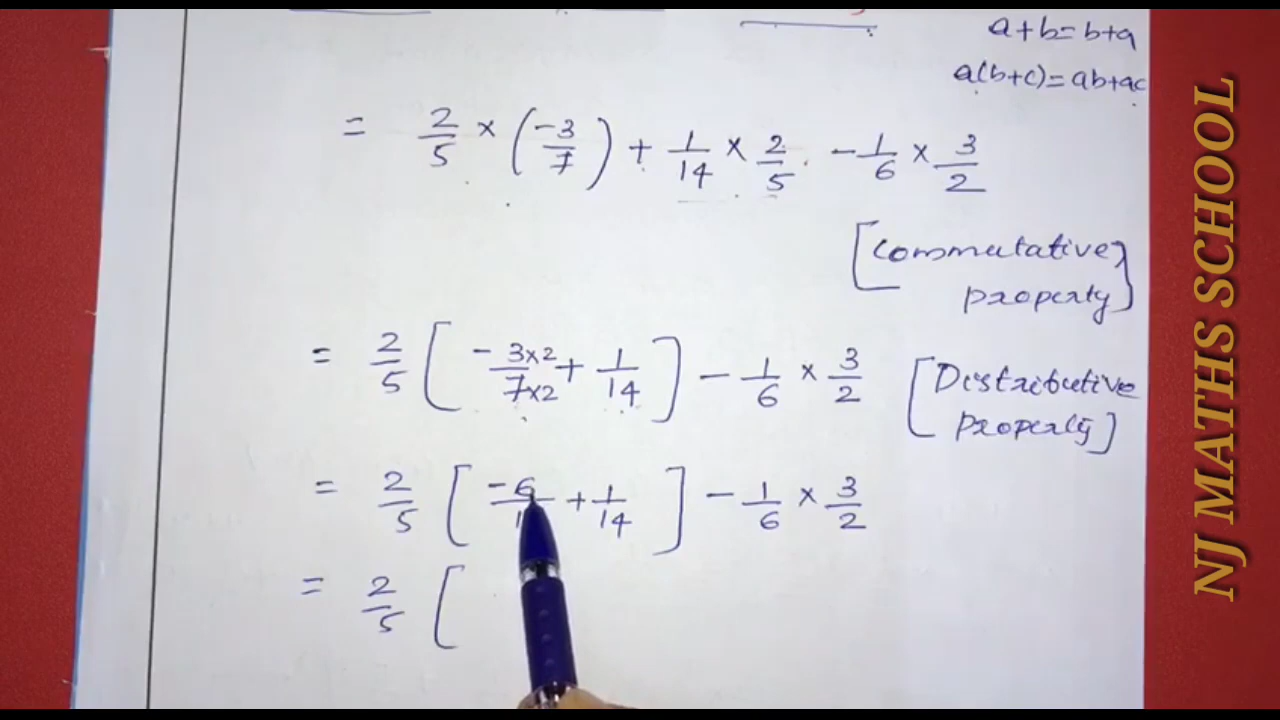 a+b=b+a
a(b+c)=ab+ac
= 2/5 × (-3/7) + 1/14 × 2/5 - 1/6 × 3/2
[Commutative property]
= 2/5 [-3×2/7×2 + 1/14] - 1/6 × 3/2 [Distributive property]
= 2/5 [-6/1 + 1/14] - 1/6 × 3/2
= 2/5 [
NJ MATHS SCHOOL